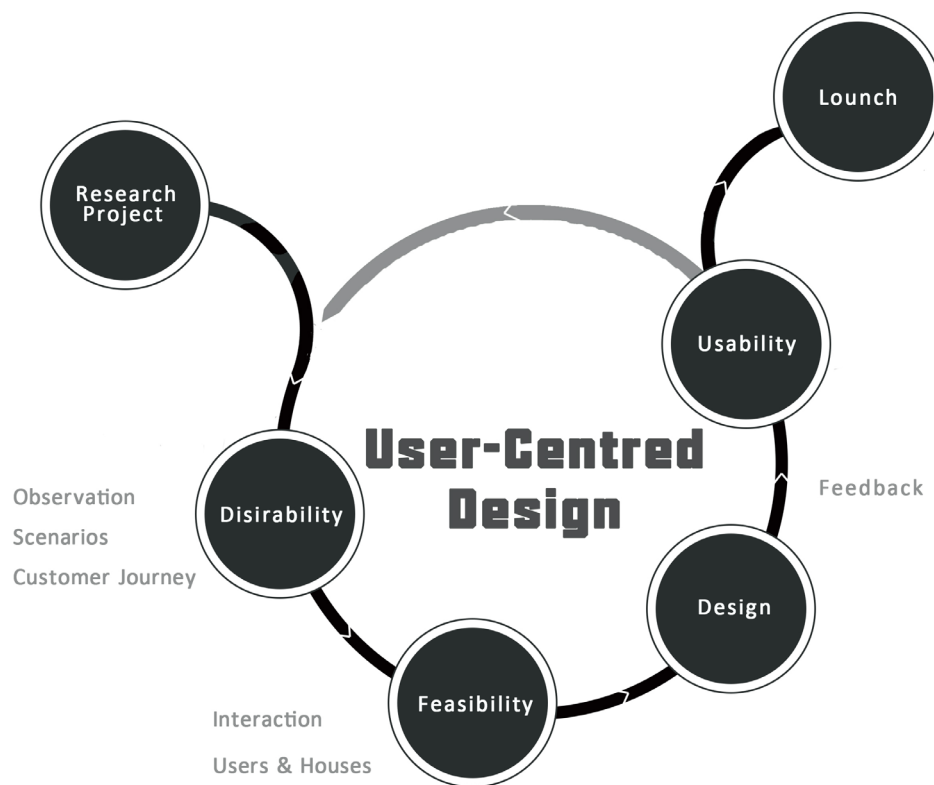 Lounch
Research
Project
Usability
User-Centred
Design
Feedback
Observation
Scenarios
Customer Journey
Disirability
Design
Feasibility
Interaction
Users & Houses